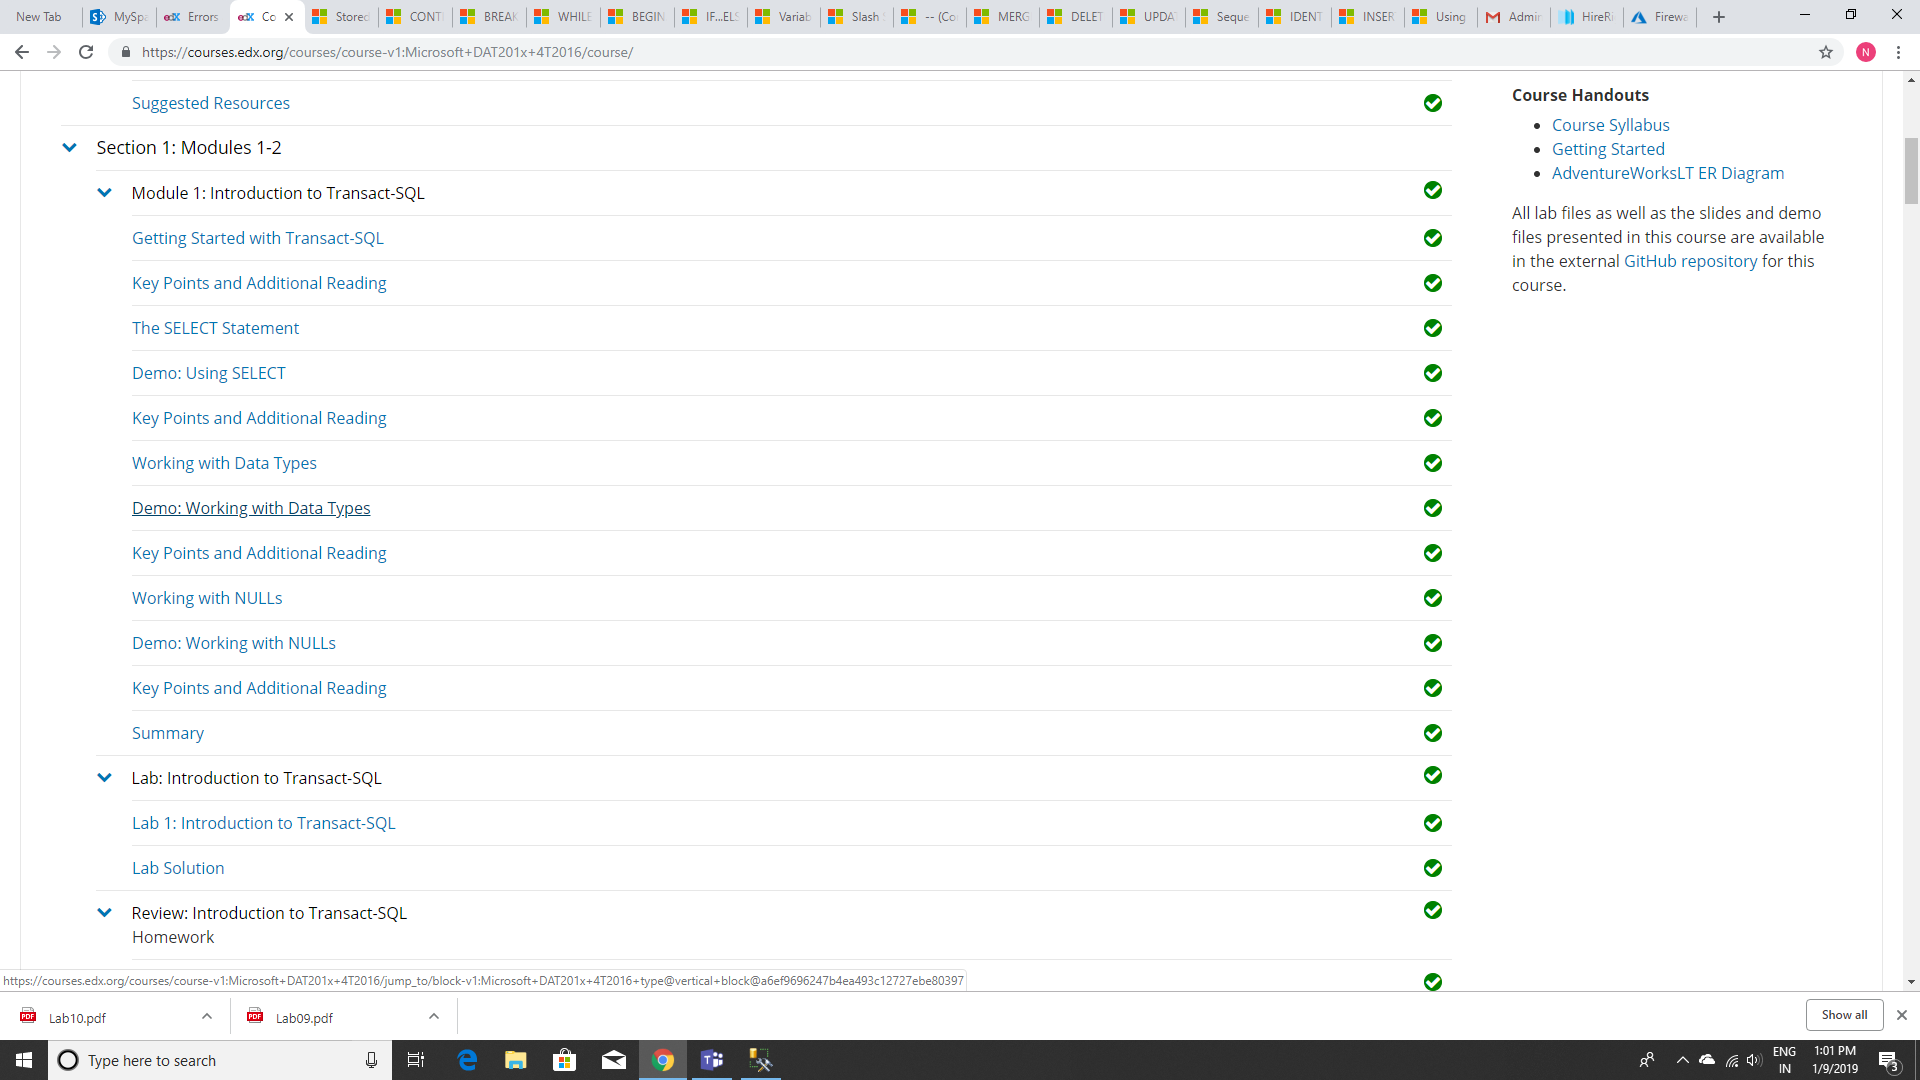 New Tab MySpa Errors Co Stored CONTI BREAK WHILE BEGIN IF...ELS Variab Slash -- (Co MERG DELET UPDA Seque IDENT INSER Using Admin HireRi Firewa
https://courses.edx.org/courses/course-v1:Microsoft+DAT201x+4T2016/course/
N
Suggested Resources
Section 1: Modules 1-2
Module 1: Introduction to Transact-SQL
Getting Started with Transact-SQL
Key Points and Additional Reading
The SELECT Statement
Demo: Using SELECT
Key Points and Additional Reading
Working with Data Types
Demo: Working with Data Types
Key Points and Additional Reading
Working with NULLs
Demo: Working with NULLs
Key Points and Additional Reading
Summary
Lab: Introduction to Transact-SQL
Lab 1: Introduction to Transact-SQL
Lab Solution
Review: Introduction to Transact-SQL
Homework
Course Handouts
Course Syllabus
Getting Started
AdventureWorksLT ER Diagram
All lab files as well as the slides and demo
files presented in this course are available
in the external GitHub repository for this
course.
https://courses.edx.org/courses/course-v1:Microsoft+DAT201x+4T2016/jump_to/block-v1:Microsoft+DAT201x+4T2016+type@vertical+block@a6ef9696247b4ea493c12727ebe80397
Lab10.pdf
Lab09.pdf
Show all
Type here to search
ENG
IN
1:01 PM
1/9/2019
3